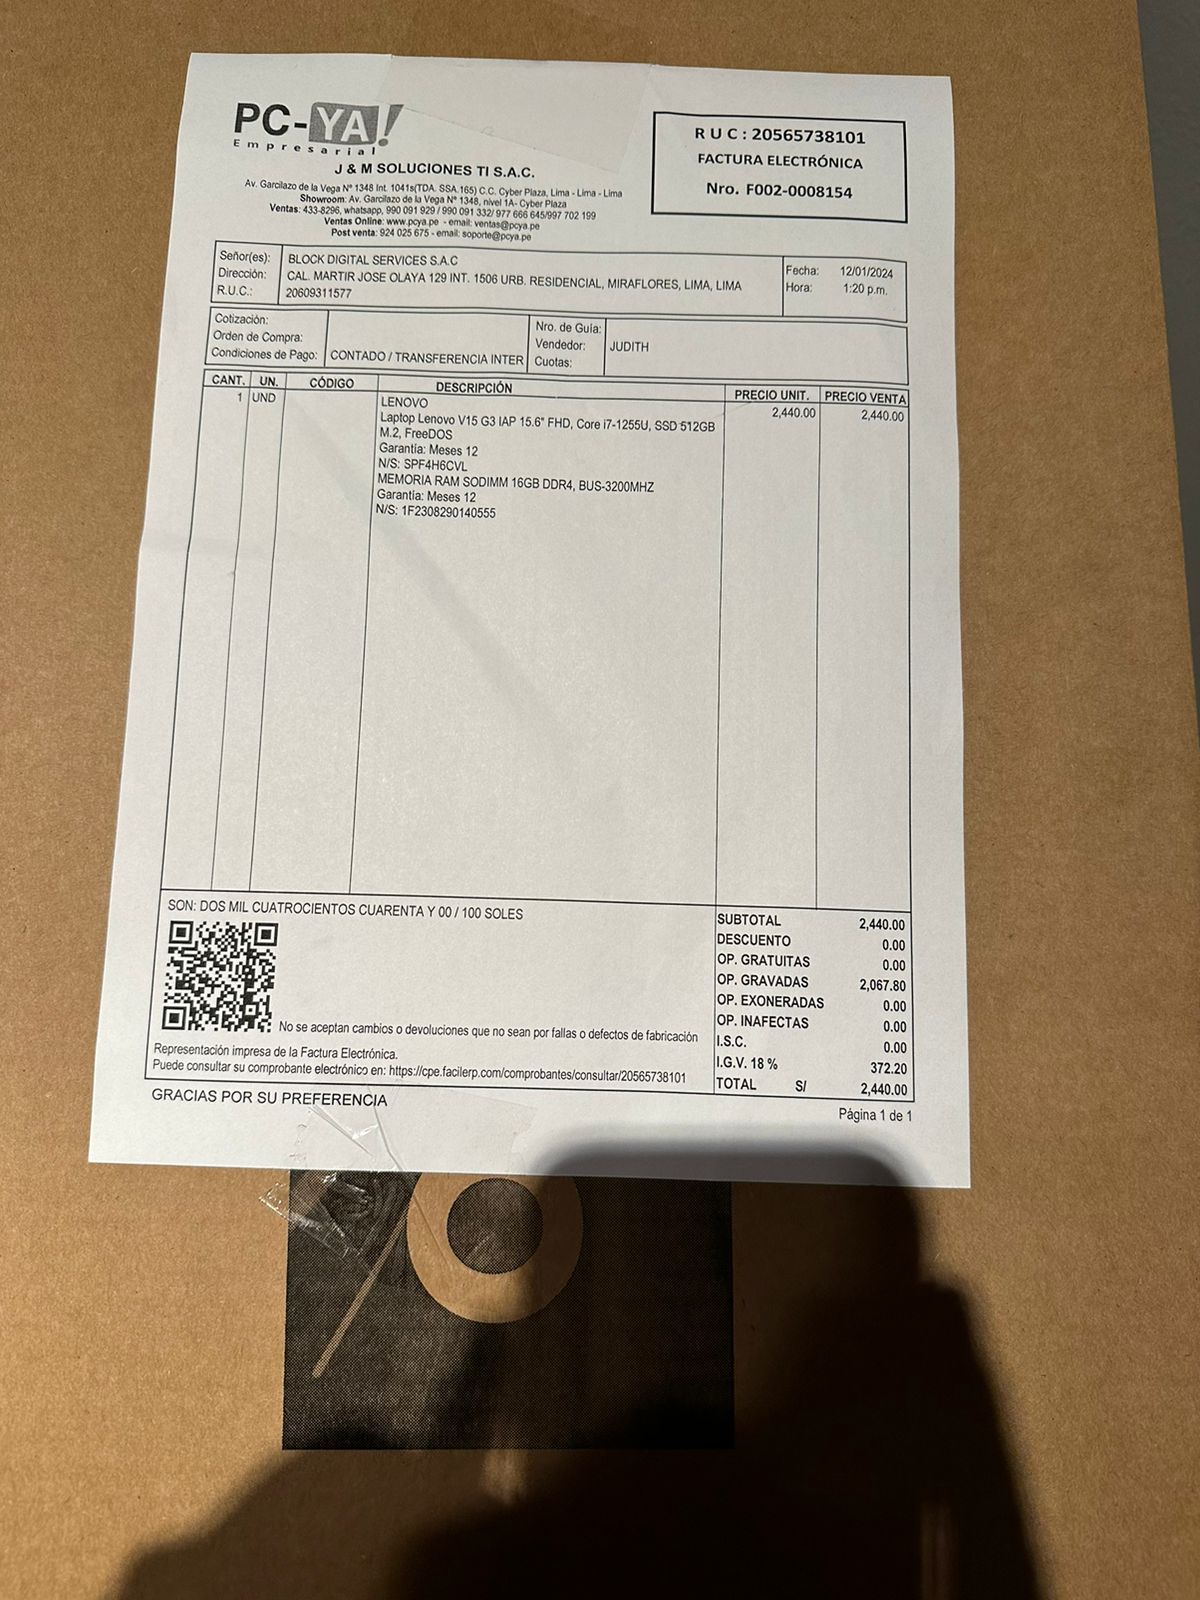 PC-YA!
Empresarial
J & M SOLUCIONES TI S.A.C.
Av. Garcilazo de la Vega Nº 1348 Int. 1041s(TDA. SSA.165) C.C. Cyber Plaza, Lima - Lima - Lima
Showroom: Av. Garcilazo de la Vega Nº 1348, nivel 1A- Cyber Plaza
Ventas: 433-8296, whatsapp, 990 091 929 / 990 091 332/ 977 666 645/997 702 199
Ventas Online: www.pcya.pe - email: ventas@pcya.pe
Post venta: 924 025 675 - email: soporte@pcya.pe
R U C : 20565738101
FACTURA ELECTRÓNICA
Nro. F002-0008154
Señor(es): BLOCK DIGITAL SERVICES S.A.C
Dirección: CAL. MARTIR JOSE OLAYA 129 INT. 1506 URB. RESIDENCIAL, MIRAFLORES, LIMA, LIMA
R.U.C.: 20609311577
Fecha: 12/01/2024
Hora: 1:20 p.m.
Cotización:
Orden de Compra:
Condiciones de Pago: CONTADO / TRANSFERENCIA INTER
Nro. de Guía:
Vendedor: JUDITH
Cuotas:
CANT. UN. CÓDIGO DESCRIPCIÓN PRECIO UNIT. PRECIO VENTA
1 UND LENOVO 2,440.00 2,440.00
Laptop Lenovo V15 G3 IAP 15.6" FHD, Core i7-1255U, SSD 512GB
M.2, FreeDOS
Garantía: Meses 12
N/S: SPF4H6CVL
MEMORIA RAM SODIMM 16GB DDR4, BUS-3200MHZ
Garantía: Meses 12
N/S: 1F2308290140555
SON: DOS MIL CUATROCIENTOS CUARENTA Y 00 / 100 SOLES
No se aceptan cambios o devoluciones que no sean por fallas o defectos de fabricación
Representación impresa de la Factura Electrónica.
Puede consultar su comprobante electrónico en: https://cpe.facilerp.com/comprobantes/consultar/20565738101
SUBTOTAL 2,440.00
DESCUENTO 0.00
OP. GRATUITAS 0.00
OP. GRAVADAS 2,067.80
OP. EXONERADAS 0.00
OP. INAFECTAS 0.00
I.S.C. 0.00
I.G.V. 18 % 372.20
TOTAL S/ 2,440.00
GRACIAS POR SU PREFERENCIA
Página 1 de 1